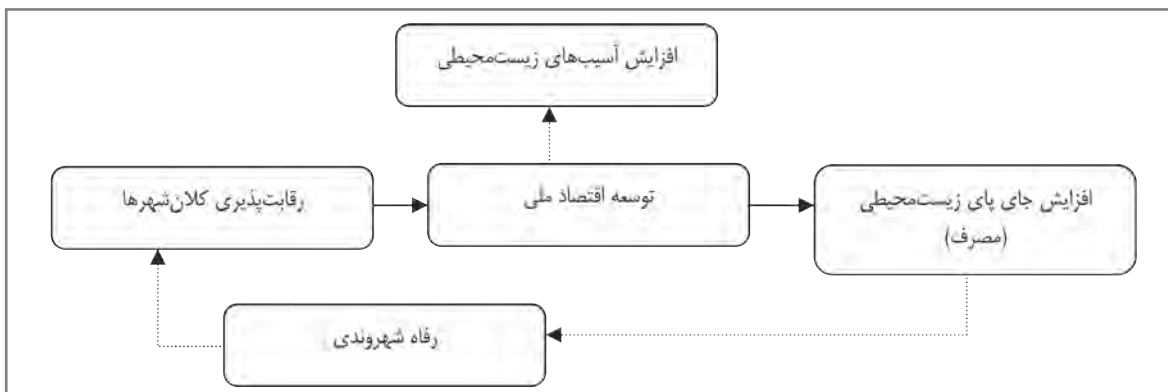 افزایش آسیب‌های زیست‌محیطی
رقابت‌پذیری کلان‌شهرها
توسعه اقتصاد ملی
افزایش جای پای زیست‌محیطی
(مصرف)
رفاه شهروندی